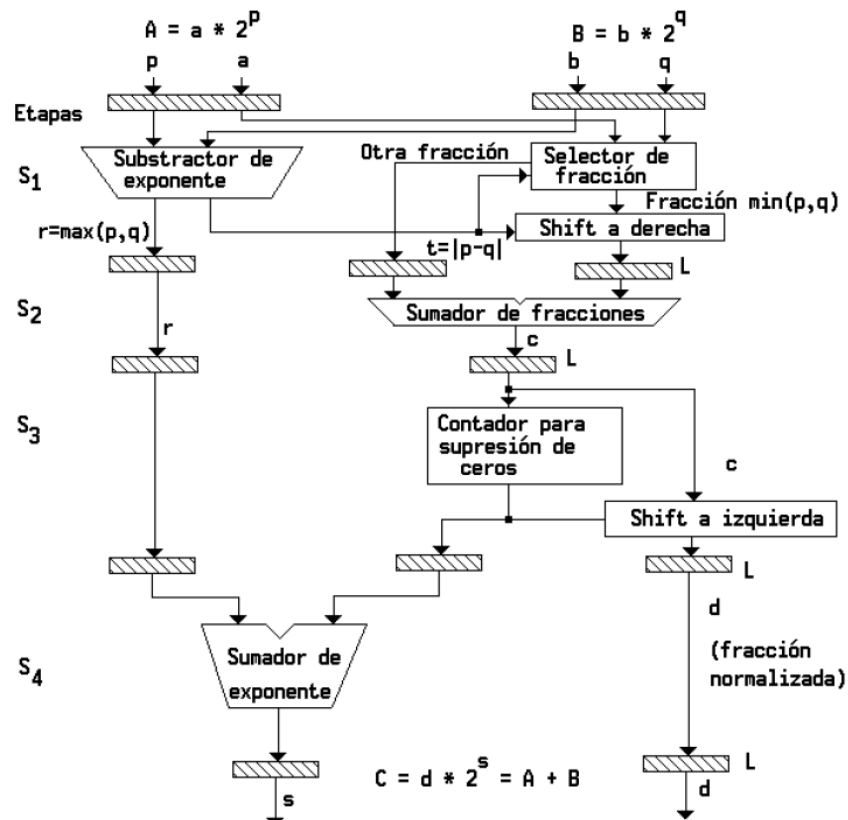 A = a * 2^p
B = b * 2^q
p
a
b
q
Etapas
S1
Substractor de
exponente
Otra fracción
Selector de
fracción
Fracción min(p,q)
r=max(p,q)
t=|p-q|
Shift a derecha
L
S2
Sumador de fracciones
r
c
L
S3
Contador para
supresión de
ceros
c
Shift a izquierda
L
d
S4
Sumador de
exponente
(fracción
normalizada)
C = d * 2^s = A + B
L
s
d